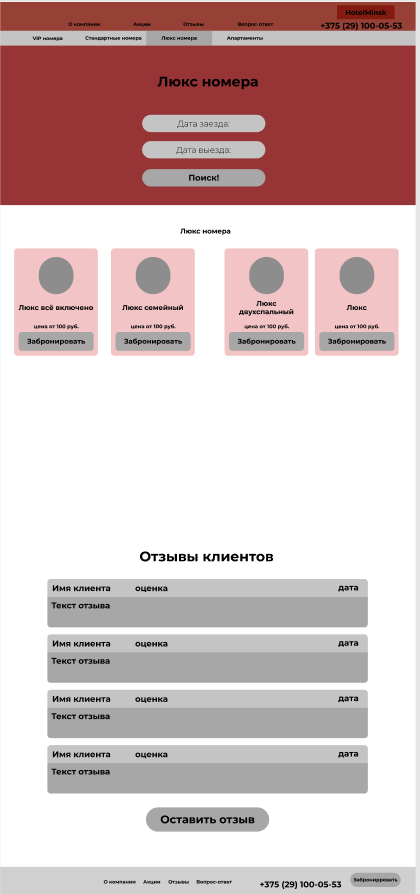 HotelMinsk
О компании Акции Отзывы Вопрос-ответ +375 (29) 100-05-53
VIP номера Стандартные номера Люкс номера Апартаменты
Люкс номера
Дата заезда:
Дата выезда:
Поиск!
Люкс номера
Люкс всё включено
цена от 100 руб.
Забронировать
Люкс семейный
цена от 100 руб.
Забронировать
Люкс
двухспальный
цена от 100 руб.
Забронировать
Люкс
цена от 100 руб.
Забронировать
Отзывы клиентов
Имя клиента оценка дата
Текст отзыва
Имя клиента оценка дата
Текст отзыва
Имя клиента оценка дата
Текст отзыва
Имя клиента оценка дата
Текст отзыва
Оставить отзыв
О компании Акции Отзывы Вопрос-ответ +375 (29) 100-05-53 Забронирровать